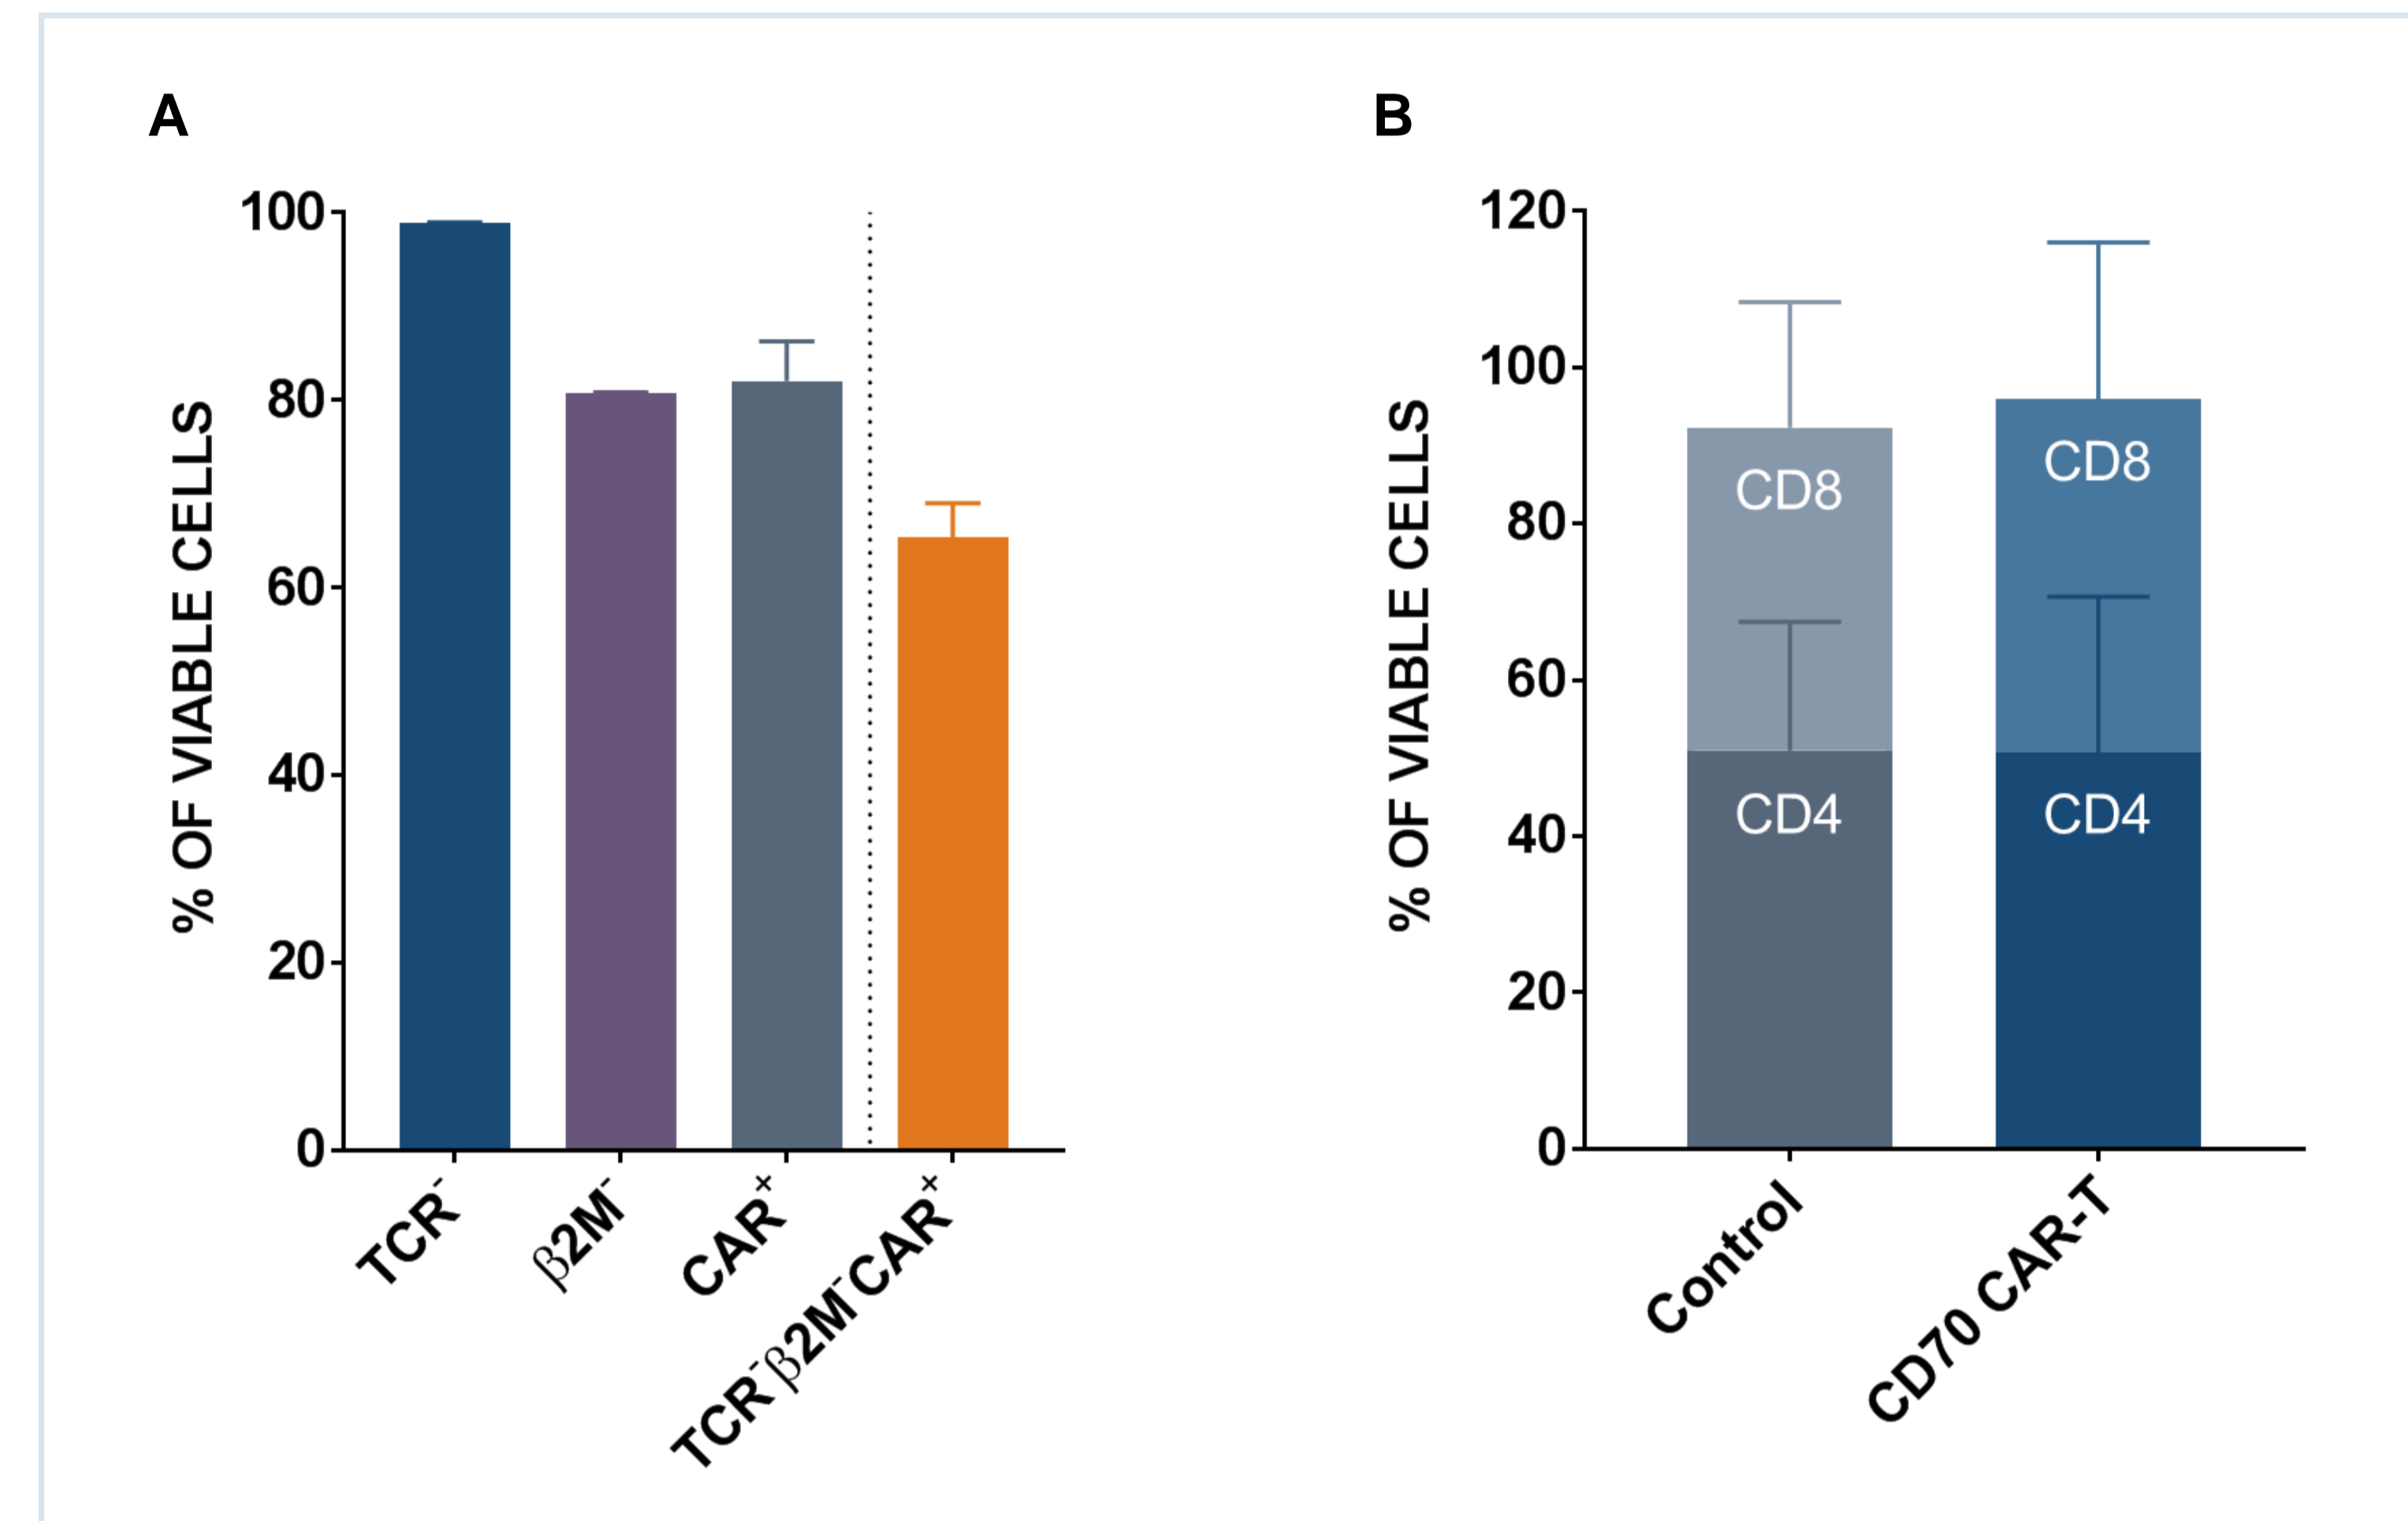 A
% OF VIABLE CELLS
100
80
60
40
20
0
TCR⁻
β2M⁻
CAR⁺
TCR⁻β2M⁻CAR⁺
B
% OF VIABLE CELLS
120
100
80
60
40
20
0
CD8
CD4
CD8
CD4
Control
CD70 CAR-T